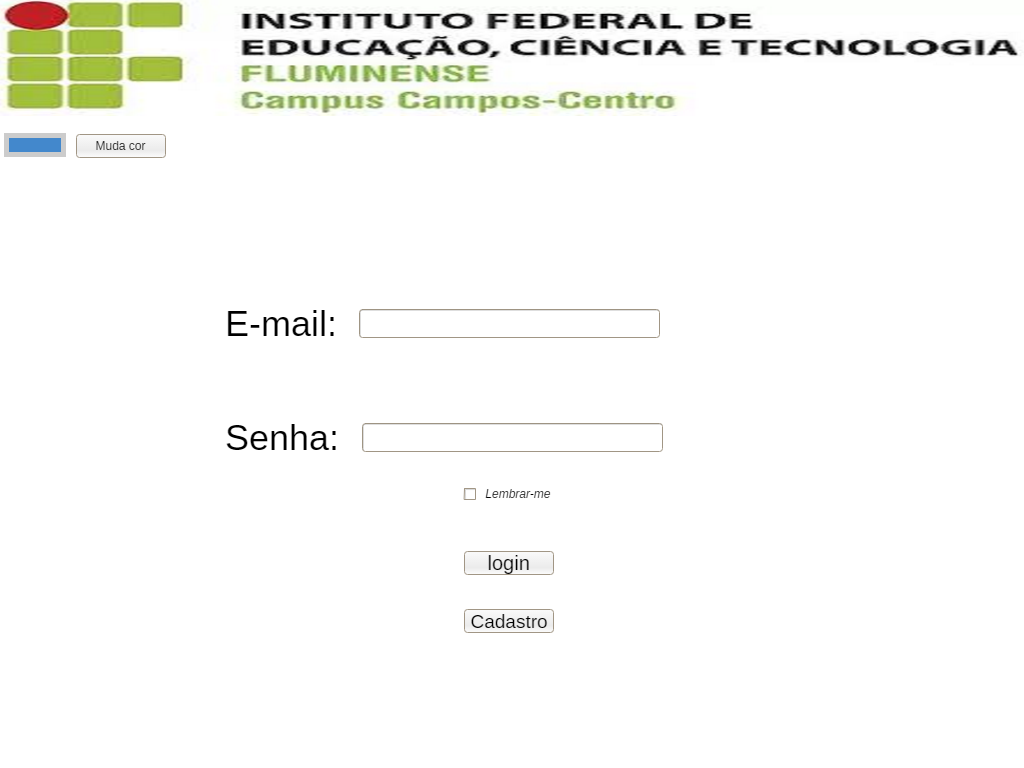 INSTITUTO FEDERAL DE
EDUCAÇÃO, CIÊNCIA E TECNOLOGIA
FLUMINENSE
Campus Campos-Centro
Muda cor
E-mail:
Senha:
Lembrar-me
login
Cadastro